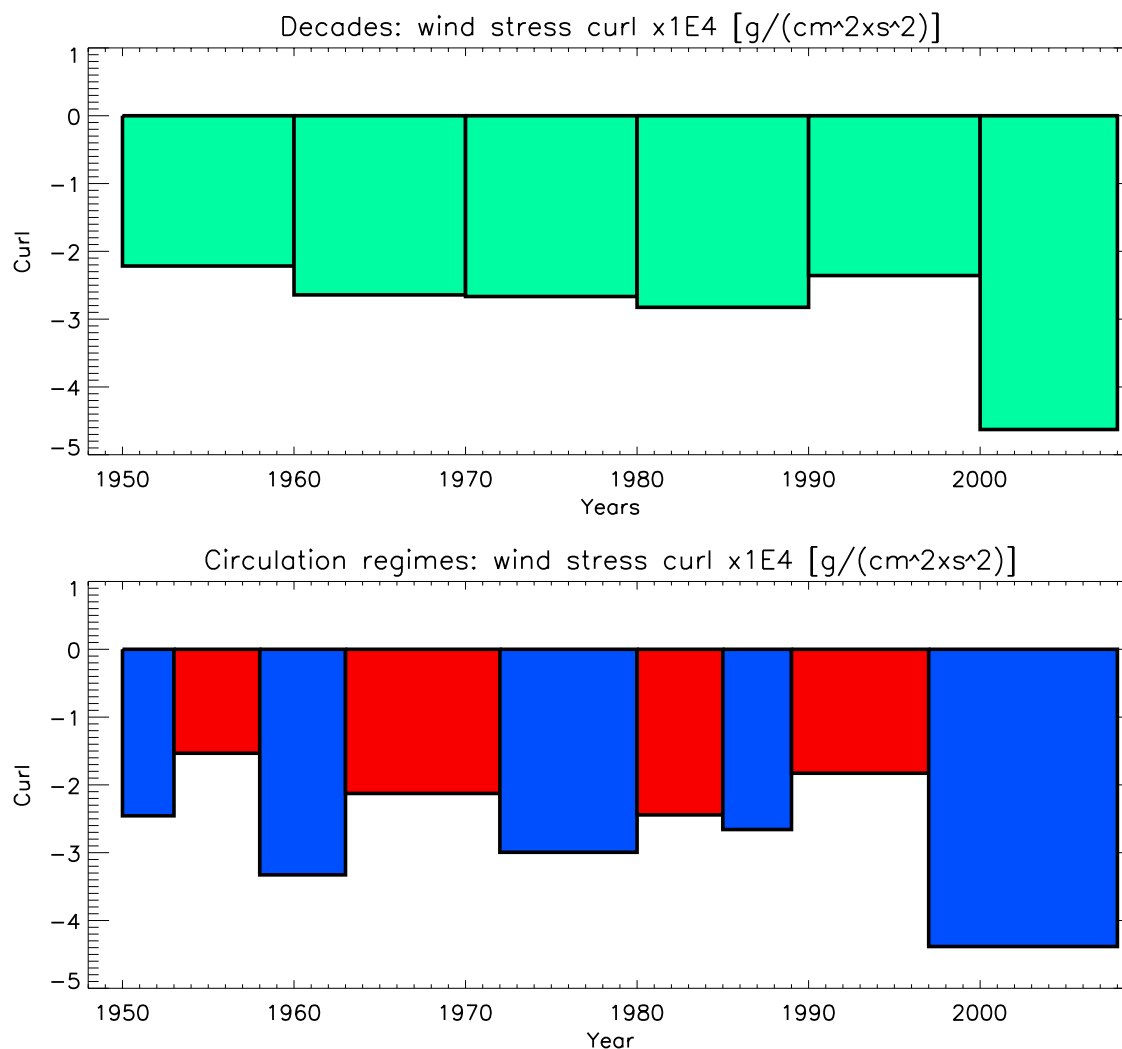 Decades: wind stress curl x1E4 [g/(cm^2xs^2)]
1
0
-1
-2
-3
-4
-5
Curl
1950 1960 1970 1980 1990 2000
Years
Circulation regimes: wind stress curl x1E4 [g/(cm^2xs^2)]
1
0
-1
-2
-3
-4
-5
Curl
1950 1960 1970 1980 1990 2000
Year